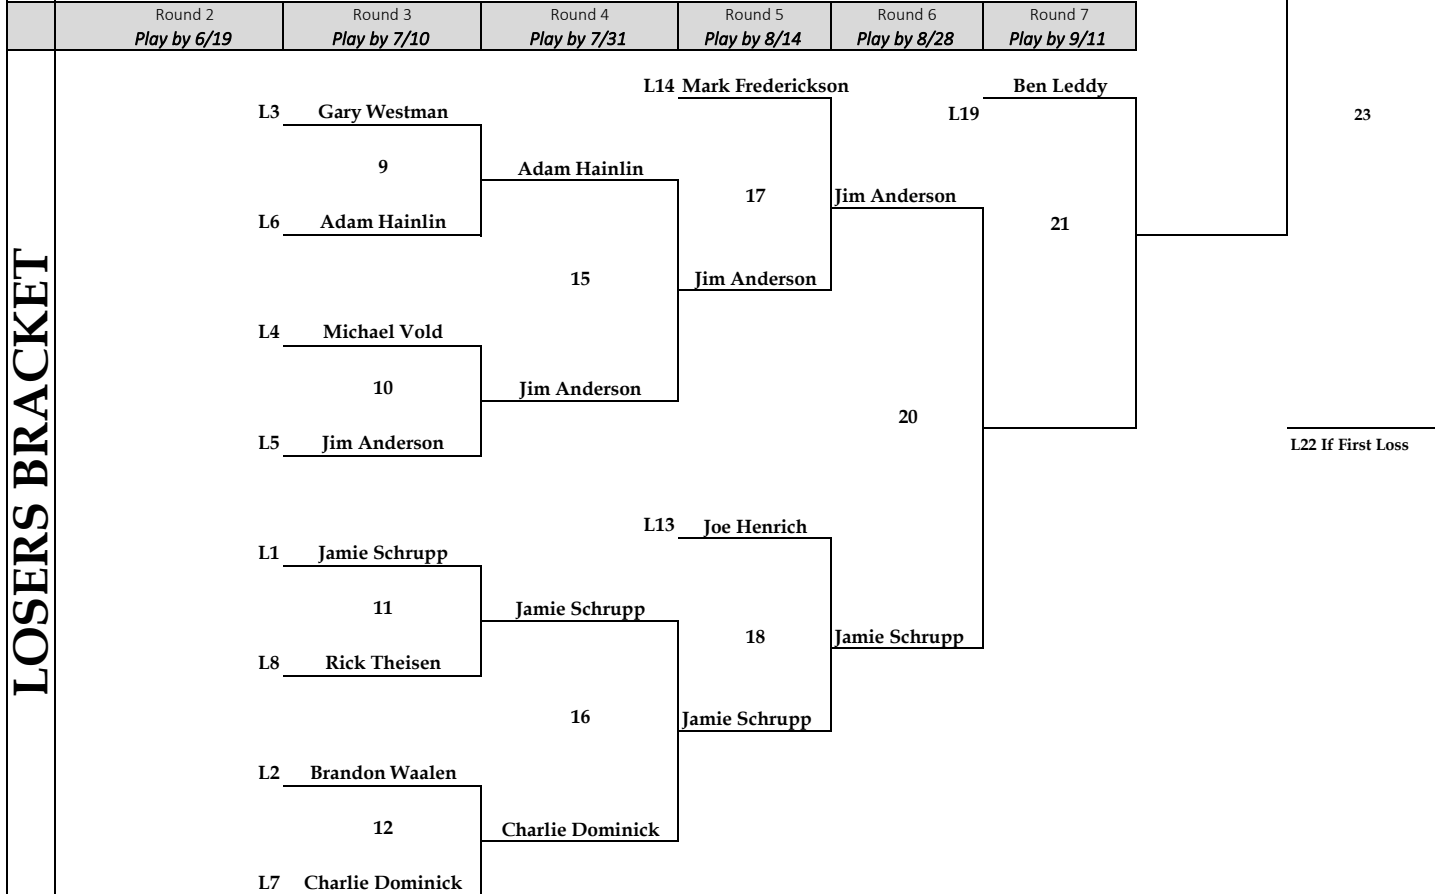 Round 2 Round 3 Round 4 Round 5 Round 6 Round 7
Play by 6/19 Play by 7/10 Play by 7/31 Play by 8/14 Play by 8/28 Play by 9/11
L14 Mark Frederickson Ben Leddy
L3 Gary Westman L19 23
9 Adam Hainlin
17 Jim Anderson
L6 Adam Hainlin 21
15 Jim Anderson
L4 Michael Vold
10 Jim Anderson
20
L5 Jim Anderson L22 If First Loss
LOSERS BRACKET
L13 Joe Henrich
L1 Jamie Schrupp
11 Jamie Schrupp
18 Jamie Schrupp
L8 Rick Theisen
16 Jamie Schrupp
L2 Brandon Waalen
12 Charlie Dominick
L7 Charlie Dominick